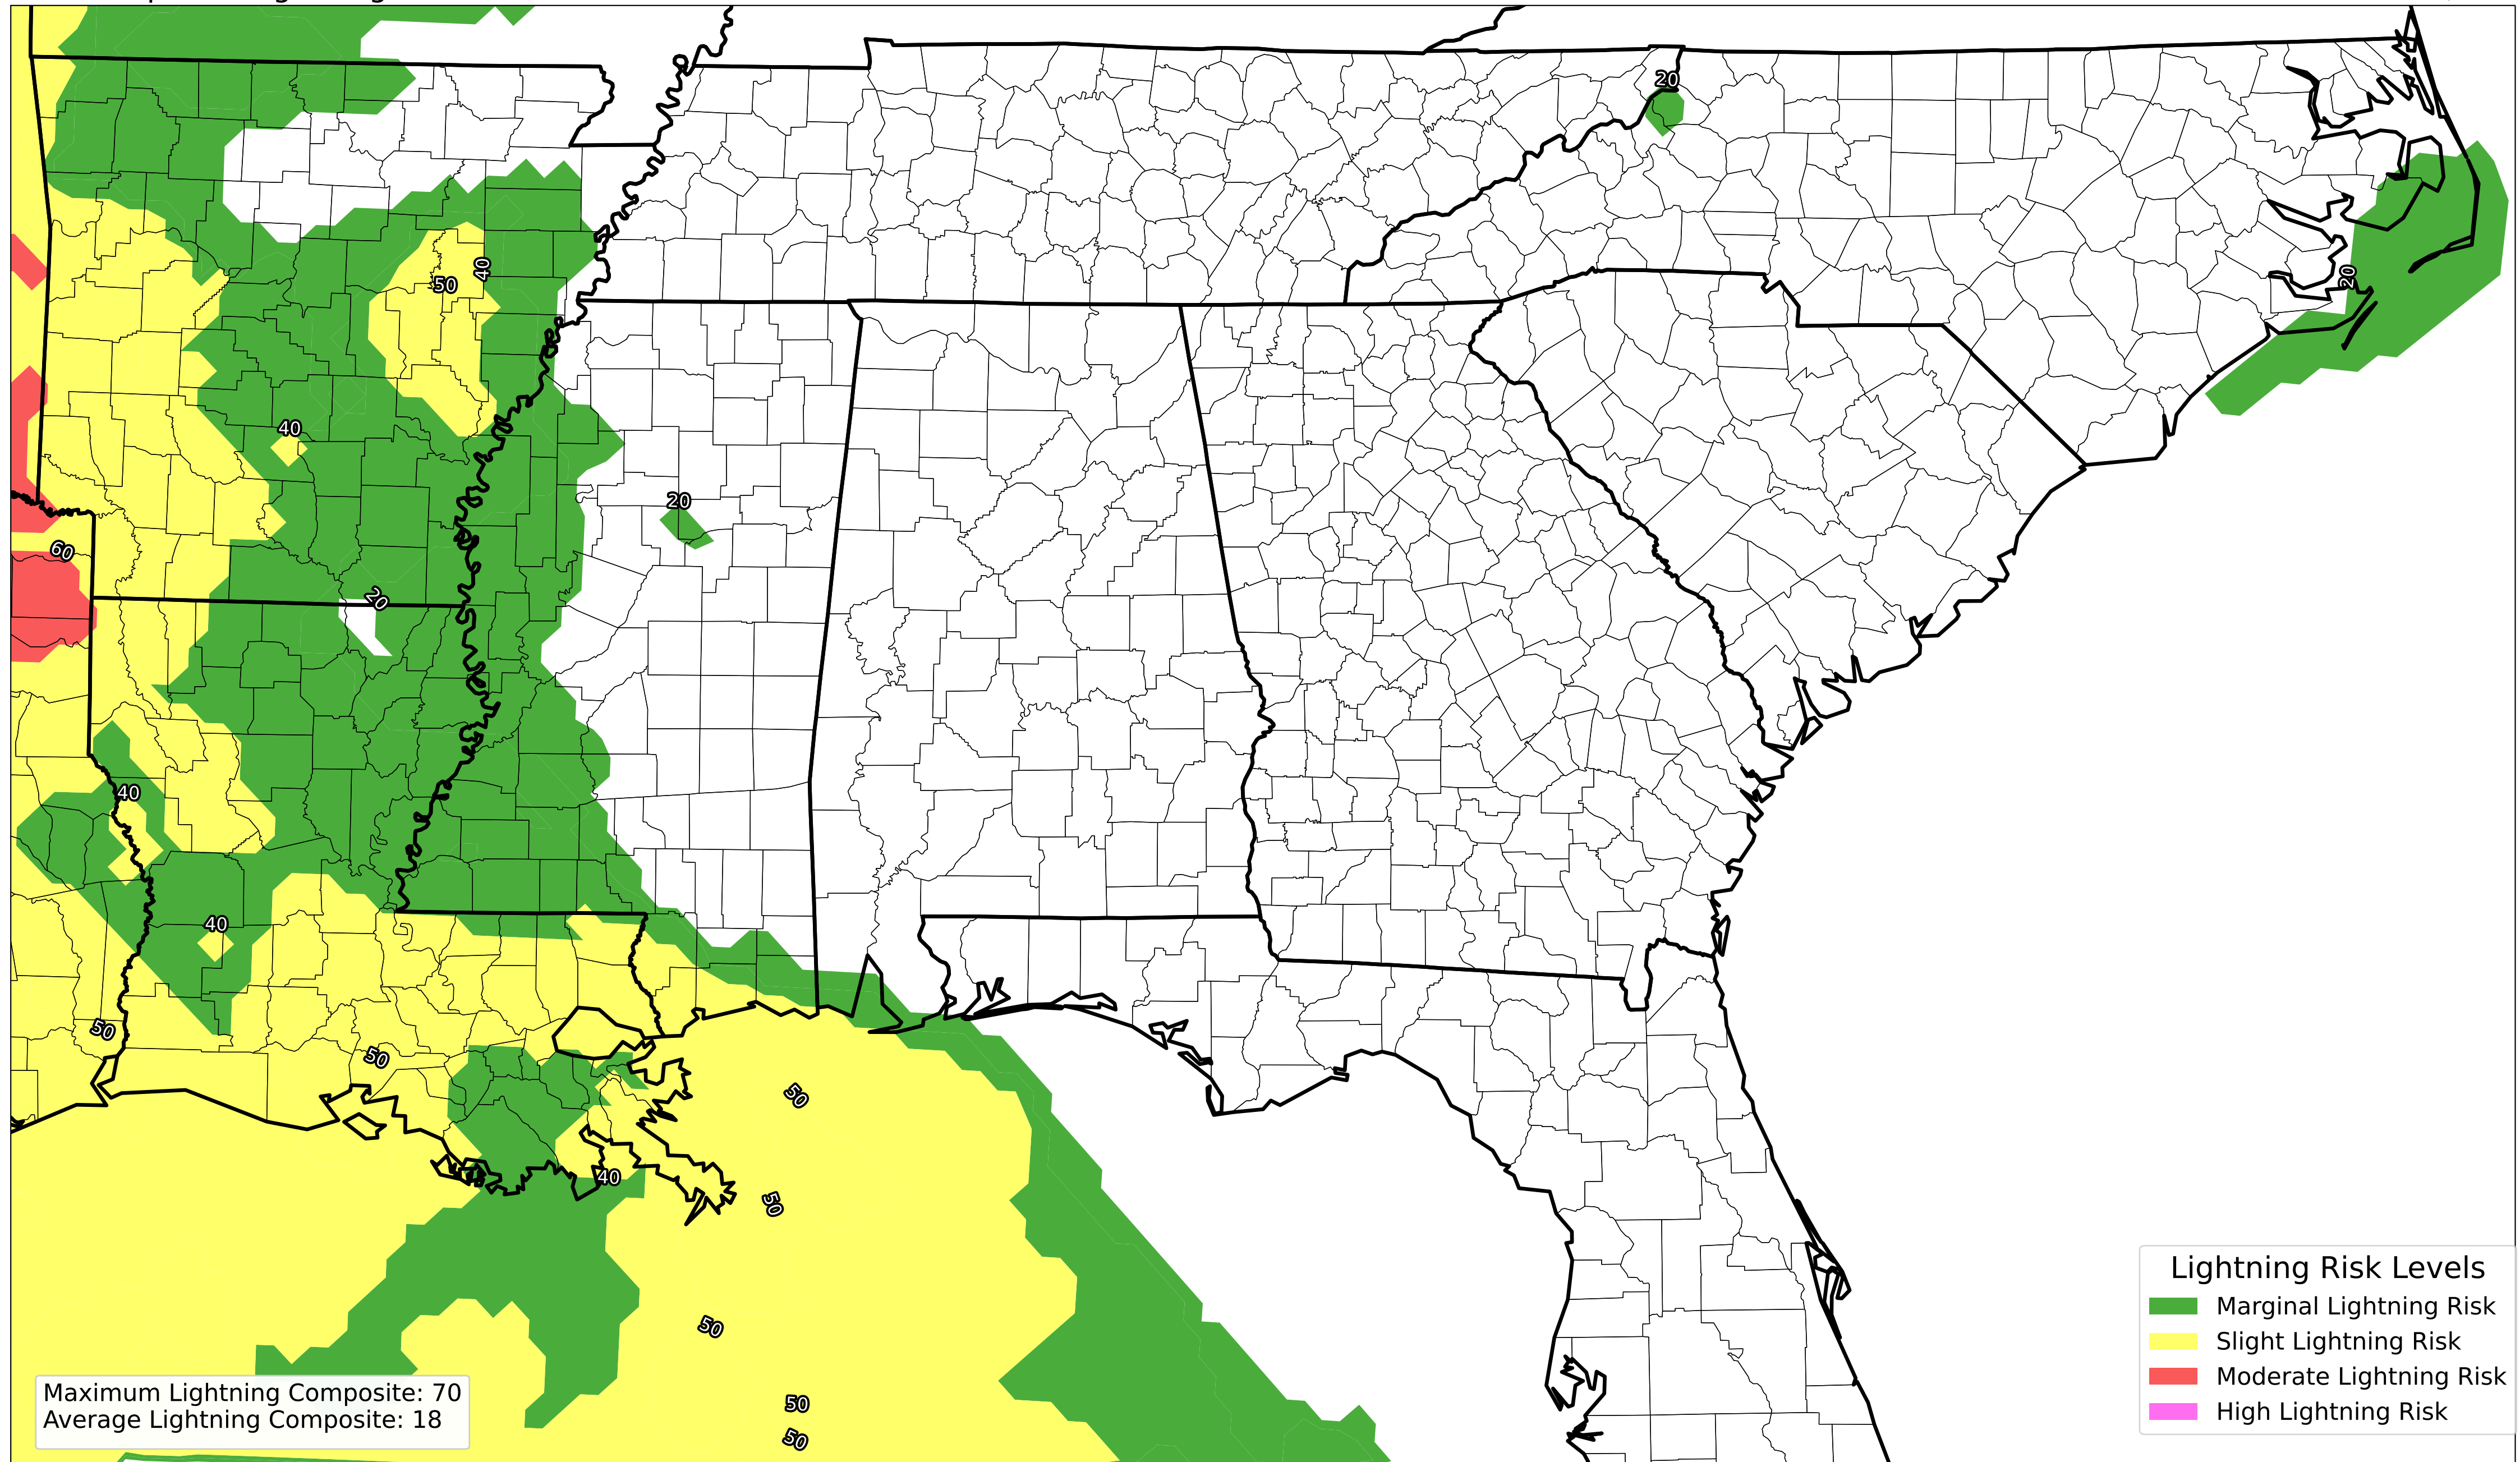 20
20
50
40
40
20
60
20
40
40
50
50
50
40
50
50
50
50
Lightning Risk Levels
Marginal Lightning Risk
Slight Lightning Risk
Moderate Lightning Risk
High Lightning Risk
Maximum Lightning Composite: 70
Average Lightning Composite: 18